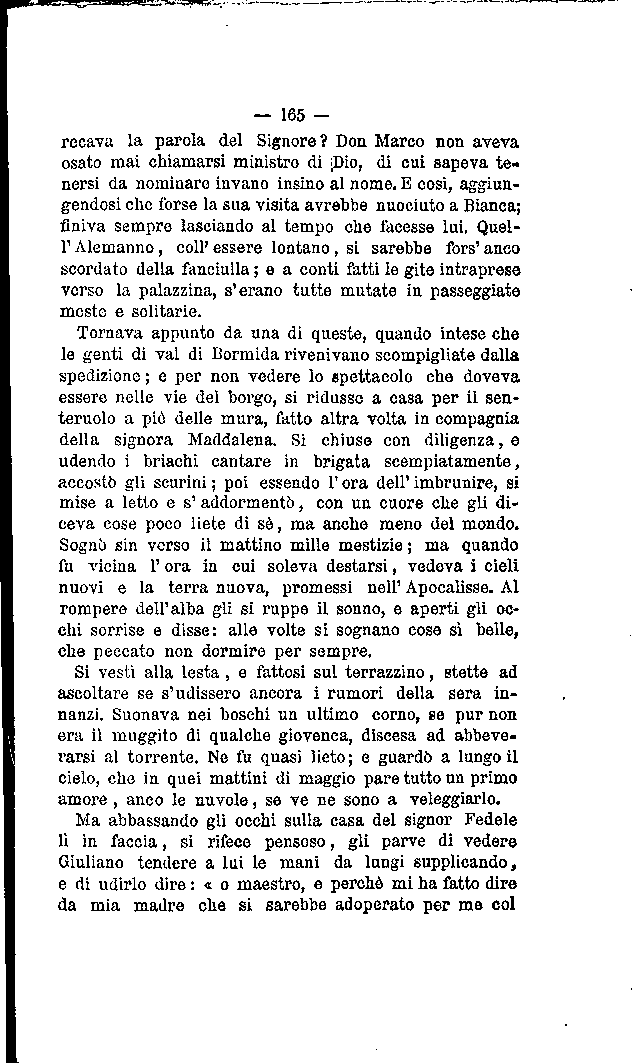 — 165 —
recava la parola del Signore? Don Marco non aveva
osato mai chiamarsi ministro di ¡Dio, di cui sapeva te-
nersi da nominare invano insino al nome. E così, aggiun-
gendosi che forse la sua visita avrebbe nuociuto a Bianca;
finiva sempre lasciando al tempo che facesse lui. Quel-
l'Alemanno, coll'essere lontano, si sarebbe fors'anco
scordato della fanciulla; e a conti fatti le gite intraprese
verso la palazzina, s'erano tutte mutate in passeggiate
meste e solitarie.
Tornava appunto da una di queste, quando intese che
le genti di val di Bormida rivenivano scompigliate dalla
spedizione; e per non vedere lo spettacolo che doveva
essere nelle vie del borgo, si ridusse a casa per il sen-
teruolo a piè delle mura, fatto altra volta in compagnia
della signora Maddalena. Si chiuse con diligenza, e
udendo i briachi cantare in brigata scempiatamente,
accostò gli scurini; poi essendo l'ora dell'imbrunire, si
mise a letto e s'addormentò, con un cuore che gli di-
ceva cose poco liete di sè, ma anche meno del mondo.
Sognò sin verso il mattino mille mestizie; ma quando
fu vicina l'ora in cui soleva destarsi, vedeva i cieli
nuovi e la terra nuova, promessi nell'Apocalisse. Al
rompere dell'alba gli si ruppe il sonno, e aperti gli oc-
chi sorrise e disse: alle volte si sognano cose sì belle,
che peccato non dormire per sempre.
Si vestì alla lesta, e fattosi sul terrazzino, stette ad
ascoltare se s'udissero ancora i rumori della sera in-
nanzi. Suonava nei boschi un ultimo corno, se pur non
era il muggito di qualche giovenca, discesa ad abbeve-
rarsi al torrente. Ne fu quasi lieto; e guardò a lungo il
cielo, che in quei mattini di maggio pare tutto un primo
amore, anco le nuvole, se ve ne sono a veleggiarlo.
Ma abbassando gli occhi sulla casa del signor Fedele
lì in faccia, si rifece pensoso, gli parve di vedere
Giuliano tendere a lui le mani da lungi supplicando,
e di udirlo dire: « o maestro, e perchè mi ha fatto dire
da mia madre che si sarebbe adoperato per me col